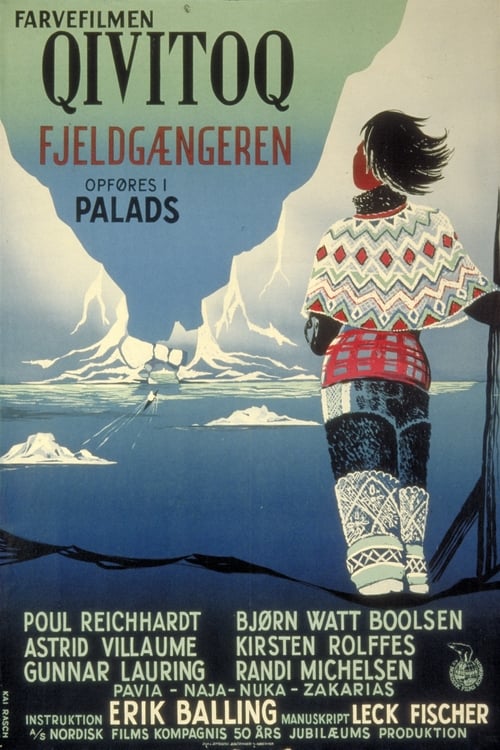 FARVEFILMEN
QIVITOQ
FJELDGÆNGEREN
OPFØRES I
PALADS
POUL REICHHARDT BJØRN WATT BOOLSEN
ASTRID VILLAUME KIRSTEN ROLFFES
GUNNAR LAURING RANDI MICHELSEN
PAVIA - NAJA - NUKA - ZAKARIAS
INSTRUKTION ERIK BALLING MANUSKRIPT LECK FISCHER
A/S NORDISK FILMS KOMPAGNIS 50 ÅRS JUBILÆUMS PRODUKTION
KAI RASCH